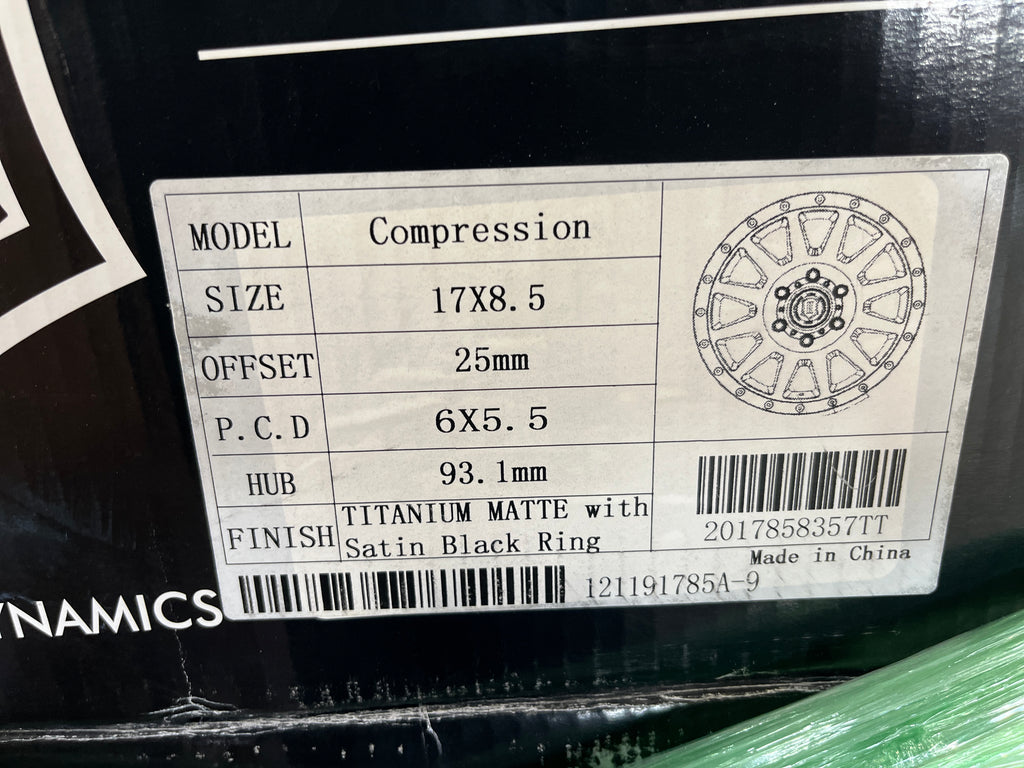 MODEL Compression
SIZE 17X8.5
OFFSET 25mm
P.C.D 6X5.5
HUB 93.1mm
FINISH TITANIUM MATTE with
Satin Black Ring
2017858357TT
Made in China
121191785A-9
YNAMICS